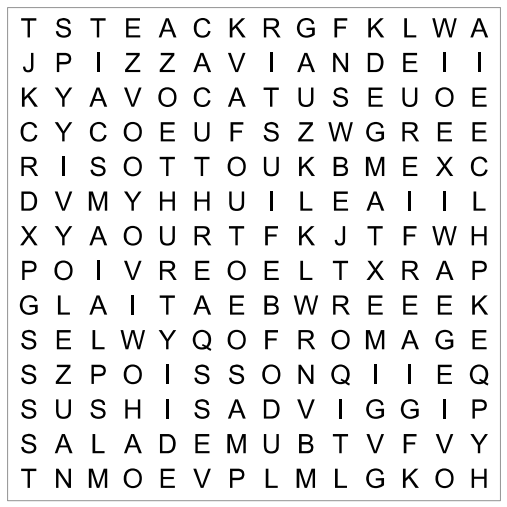 T S T E A C K R G F K L W A
J P I Z Z A V I A N D E I I
K Y A V O C A T U S E U O E
C Y C O E U F S Z W G R E E
R I S O T T O U K B M E X C
D V M Y H H U I L E A I I L
X Y A O U R T F K J T F W H
P O I V R E O E L T X R A P
G L A I T A E B W R E E E K
S E L W Y Q O F R O M A G E
S Z P O I S S O N Q I I E Q
S U S H I S A D V I G G I P
S A L A D E M U B T V F V Y
T N M O E V P L M L G K O H